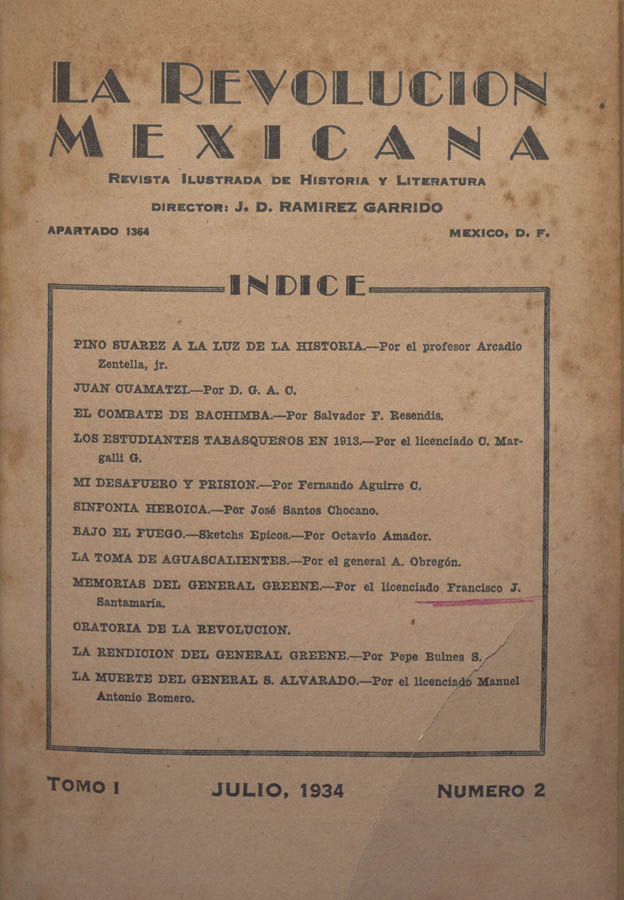 LA REVOLUCION
MEXICANA
REVISTA ILUSTRADA DE HISTORIA Y LITERATURA
DIRECTOR: J. D. RAMIREZ GARRIDO
APARTADO 1364
MEXICO, D. F.
INDICE
PINO SUAREZ A LA LUZ DE LA HISTORIA.—Por el profesor Arcadio
Zentella, jr.
JUAN CUAMATZI.—Por D. G. A. C.
EL COMBATE DE BACHIMBA.—Por Salvador F. Resendis.
LOS ESTUDIANTES TABASQUEÑOS EN 1913.—Por el licenciado C. Mar-
galli G.
MI DESAFUERO Y PRISION.—Por Fernando Aguirre C.
SINFONIA HEROICA.—Por José Santos Chocano.
BAJO EL FUEGO.—Sketchs Epicos.—Por Octavio Amador.
LA TOMA DE AGUASCALIENTES.—Por el general A. Obregón.
MEMORIAS DEL GENERAL GREENE.—Por el licenciado Francisco J.
Santamaría.
ORATORIA DE LA REVOLUCION.
LA RENDICION DEL GENERAL GREENE.—Por Pepe Bulnes S.
LA MUERTE DEL GENERAL S. ALVARADO.—Por el licenciado Manuel
Antonio Romero.
TOMO I
JULIO, 1934
NUMERO 2